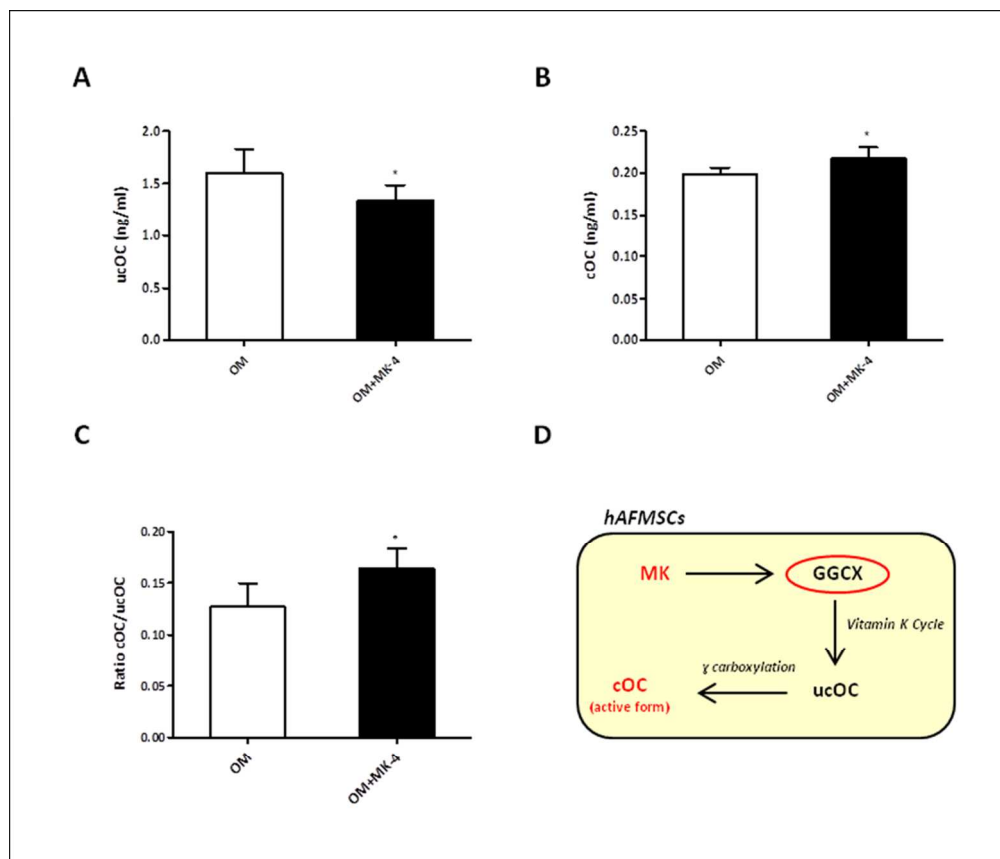 A
ucOC (ng/ml)
2.0
1.5
1.0
0.5
0.0
*
OM
OM+MK-4
B
cOC (ng/ml)
0.25
0.20
0.15
0.10
0.05
0.00
*
OM
OM+MK-4
C
Ratio cOC/ucOC
0.20
0.15
0.10
0.05
0.00
*
OM
OM+MK-4
D
hAFMSCs
MK
GGCX
Vitamin K Cycle
γ carboxylation
cOC
(active form)
ucOC